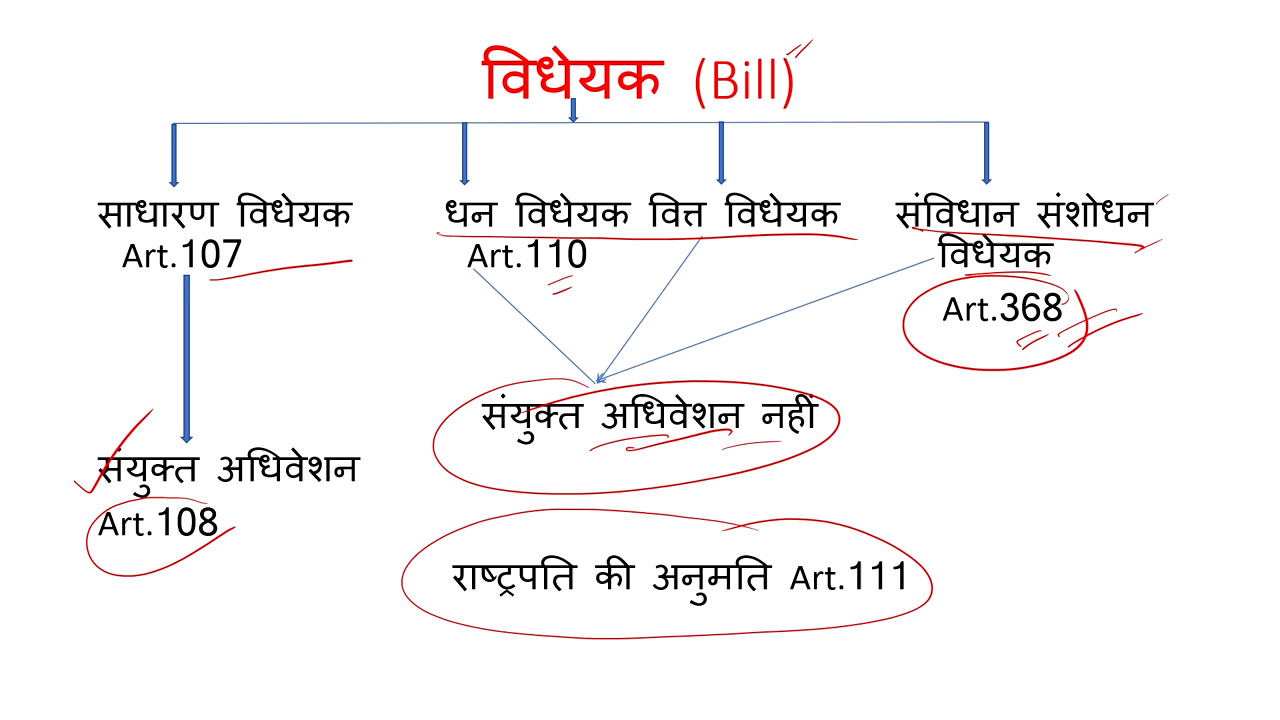 विधेयक (Bill)
साधारण विधेयक
Art.107
धन विधेयक वित्त विधेयक
Art.110
संविधान संशोधन
विधेयक
Art.368
संयुक्त अधिवेशन नहीं
संयुक्त अधिवेशन
Art.108
राष्ट्रपति की अनुमति Art.111